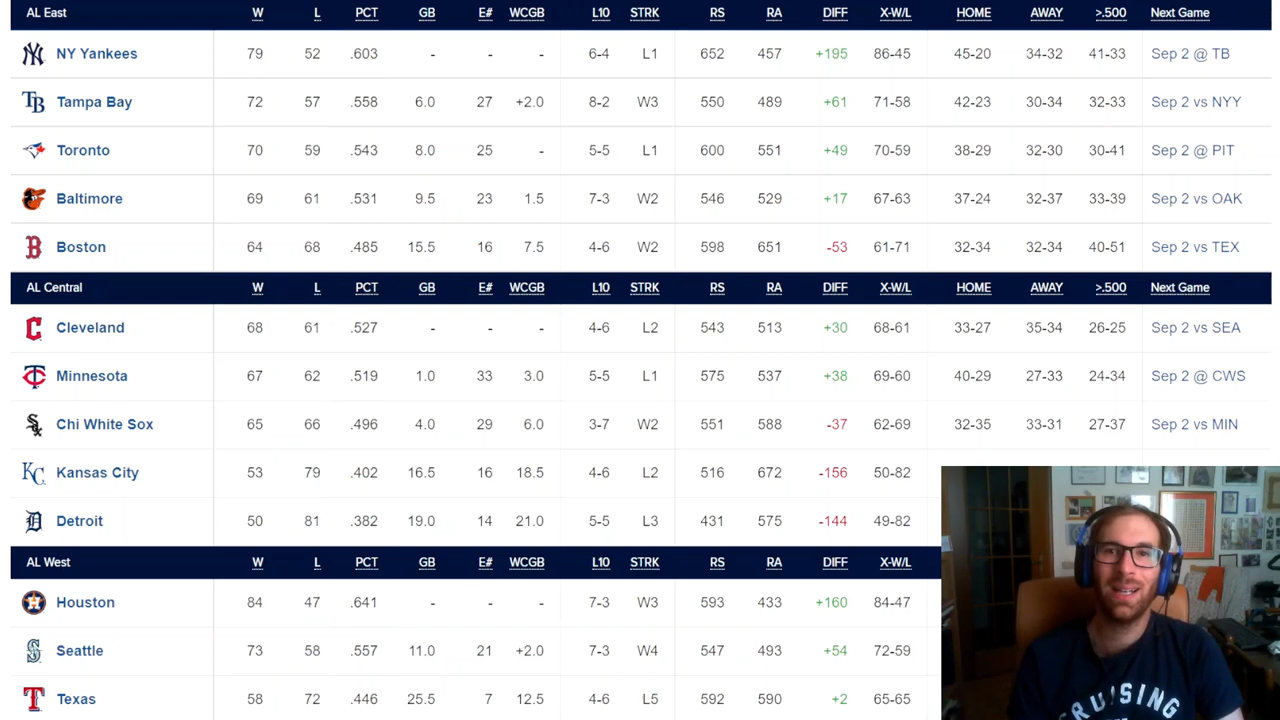 AL East W L PCT GB E# WCGB L10 STRK RS RA DIFF X-W/L HOME AWAY >.500 Next Game
NY Yankees 79 52 .603 - - - 6-4 L1 652 457 +195 86-45 45-20 34-32 41-33 Sep 2 @ TB
Tampa Bay 72 57 .558 6.0 27 +2.0 8-2 W3 550 489 +61 71-58 42-23 30-34 32-33 Sep 2 vs NYY
Toronto 70 59 .543 8.0 25 - 5-5 L1 600 551 +49 70-59 38-29 32-30 30-41 Sep 2 @ PIT
Baltimore 69 61 .531 9.5 23 1.5 7-3 W2 546 529 +17 67-63 37-24 32-37 33-39 Sep 2 vs OAK
Boston 64 68 .485 15.5 16 7.5 4-6 W2 598 651 -53 61-71 32-34 32-34 40-51 Sep 2 vs TEX
AL Central W L PCT GB E# WCGB L10 STRK RS RA DIFF X-W/L HOME AWAY >.500 Next Game
Cleveland 68 61 .527 - - - 4-6 L2 543 513 +30 68-61 33-27 35-34 26-25 Sep 2 vs SEA
Minnesota 67 62 .519 1.0 33 3.0 5-5 L1 575 537 +38 69-60 40-29 27-33 24-34 Sep 2 @ CWS
Chi White Sox 65 66 .496 4.0 29 6.0 3-7 W2 551 588 -37 62-69 32-35 33-31 27-37 Sep 2 vs MIN
Kansas City 53 79 .402 16.5 16 18.5 4-6 L2 516 672 -156 50-82
Detroit 50 81 .382 19.0 14 21.0 5-5 L3 431 575 -144 49-82
AL West W L PCT GB E# WCGB L10 STRK RS RA DIFF X-W/L
Houston 84 47 .641 - - - 7-3 W3 593 433 +160 84-47
Seattle 73 58 .557 11.0 21 +2.0 7-3 W4 547 493 +54 72-59
Texas 58 72 .446 25.5 7 12.5 4-6 L5 592 590 +2 65-65